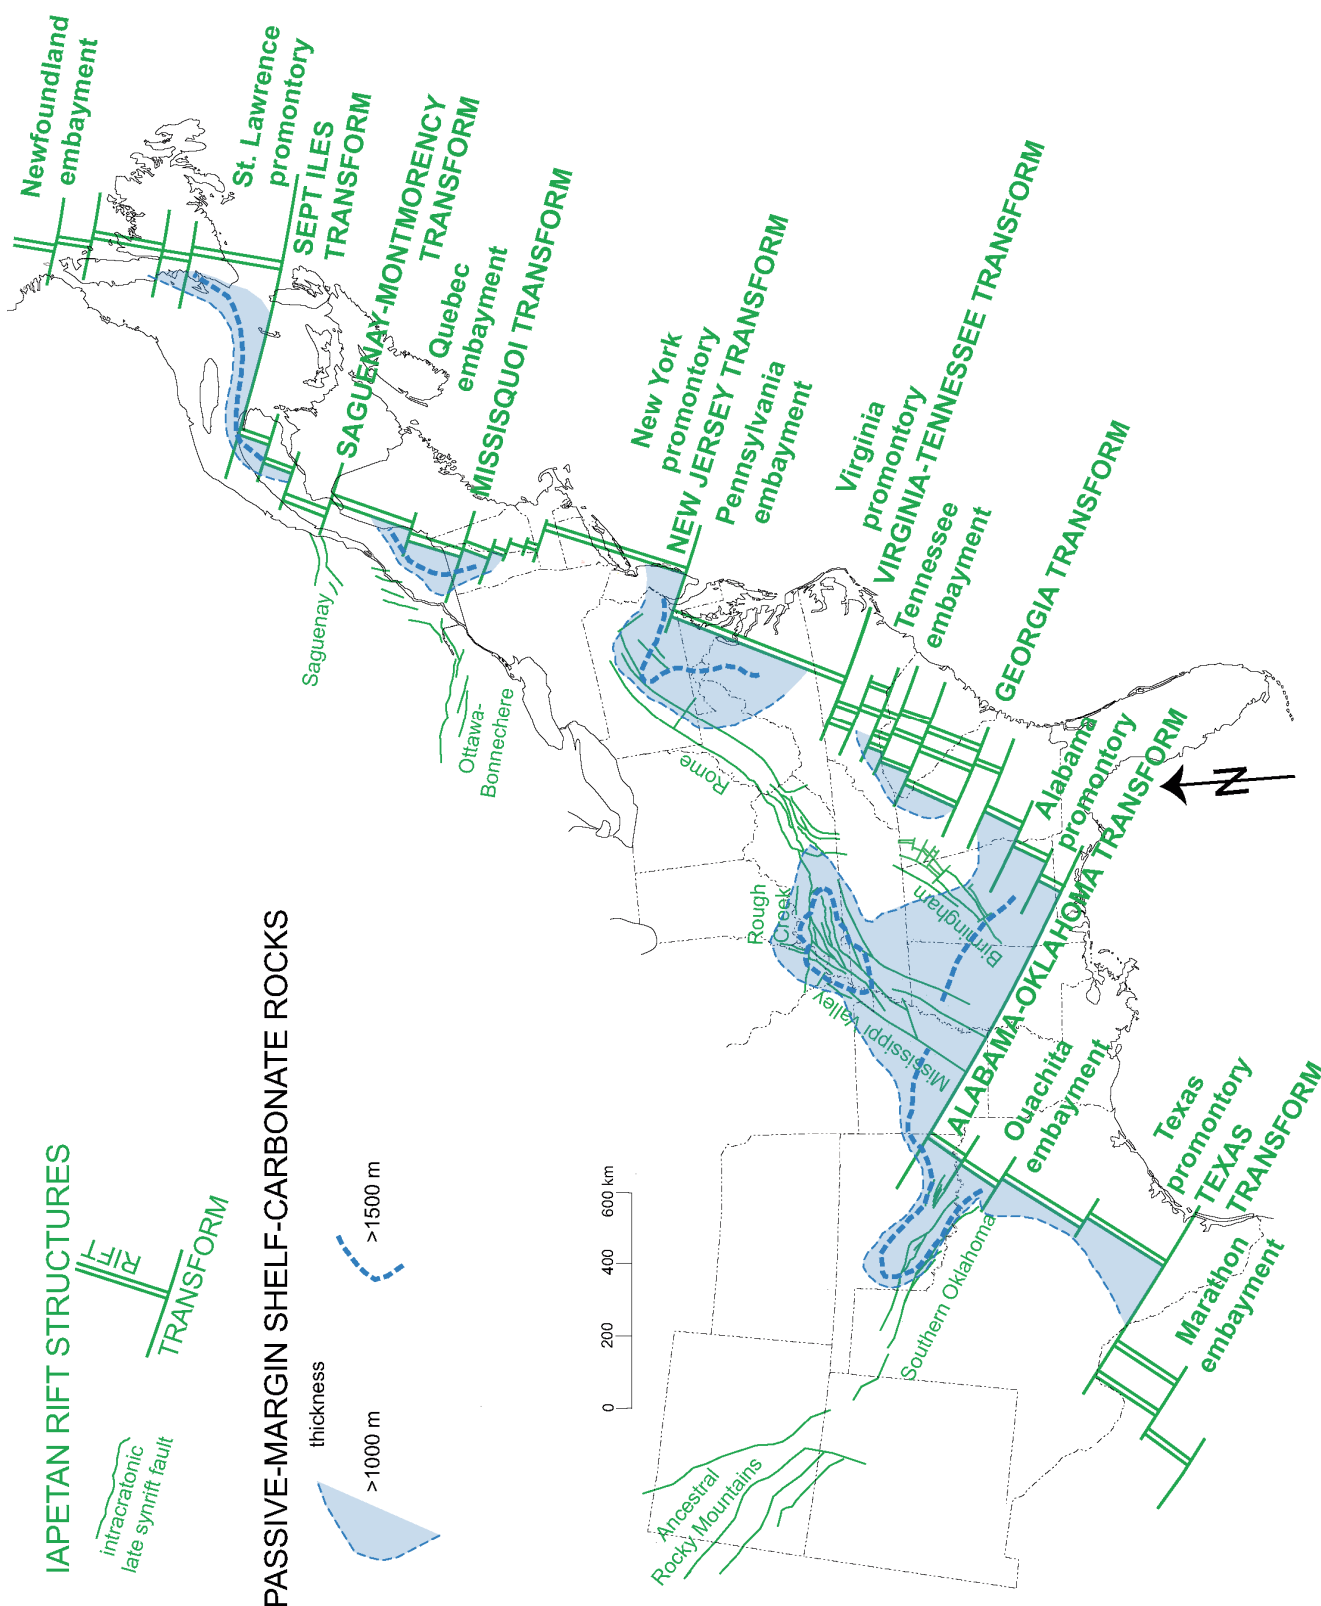 Newfoundland
embayment
St. Lawrence
promontory
SEPT ILES
TRANSFORM
SAGUENAY-MONTMORENCY
TRANSFORM
Quebec
embayment
MISSISQUOI TRANSFORM
New York
promontory
NEW JERSEY TRANSFORM
Pennsylvania
embayment
Virginia
promontory
VIRGINIA-TENNESSEE TRANSFORM
Tennessee
embayment
GEORGIA TRANSFORM
Alabama
promontory
ALABAMA-OKLAHOMA TRANSFORM
Ouachita
embayment
Texas
promontory
TEXAS
TRANSFORM
Marathon
embayment
Saguenay
Ottawa-
Bonnechere
Rome
Rough
Creek
Birmingham
Mississippi Valley
Southern Oklahoma
Ancestral
Rocky Mountains
N
IAPETAN RIFT STRUCTURES
RIFT
TRANSFORM
intracratonic
late synrift fault
PASSIVE-MARGIN SHELF-CARBONATE ROCKS
thickness
>1000 m
>1500 m
0 200 400 600 km